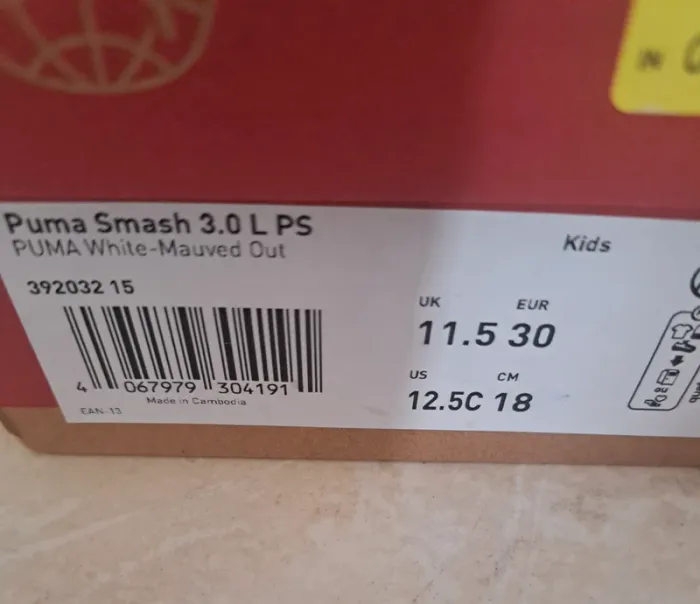 IN
Puma Smash 3.0 L PS
PUMA White-Mauved Out
Kids
392032 15
UK EUR
11.5 30
US CM
12.5C 18
4 067979 304191
Made in Cambodia
EAN-13